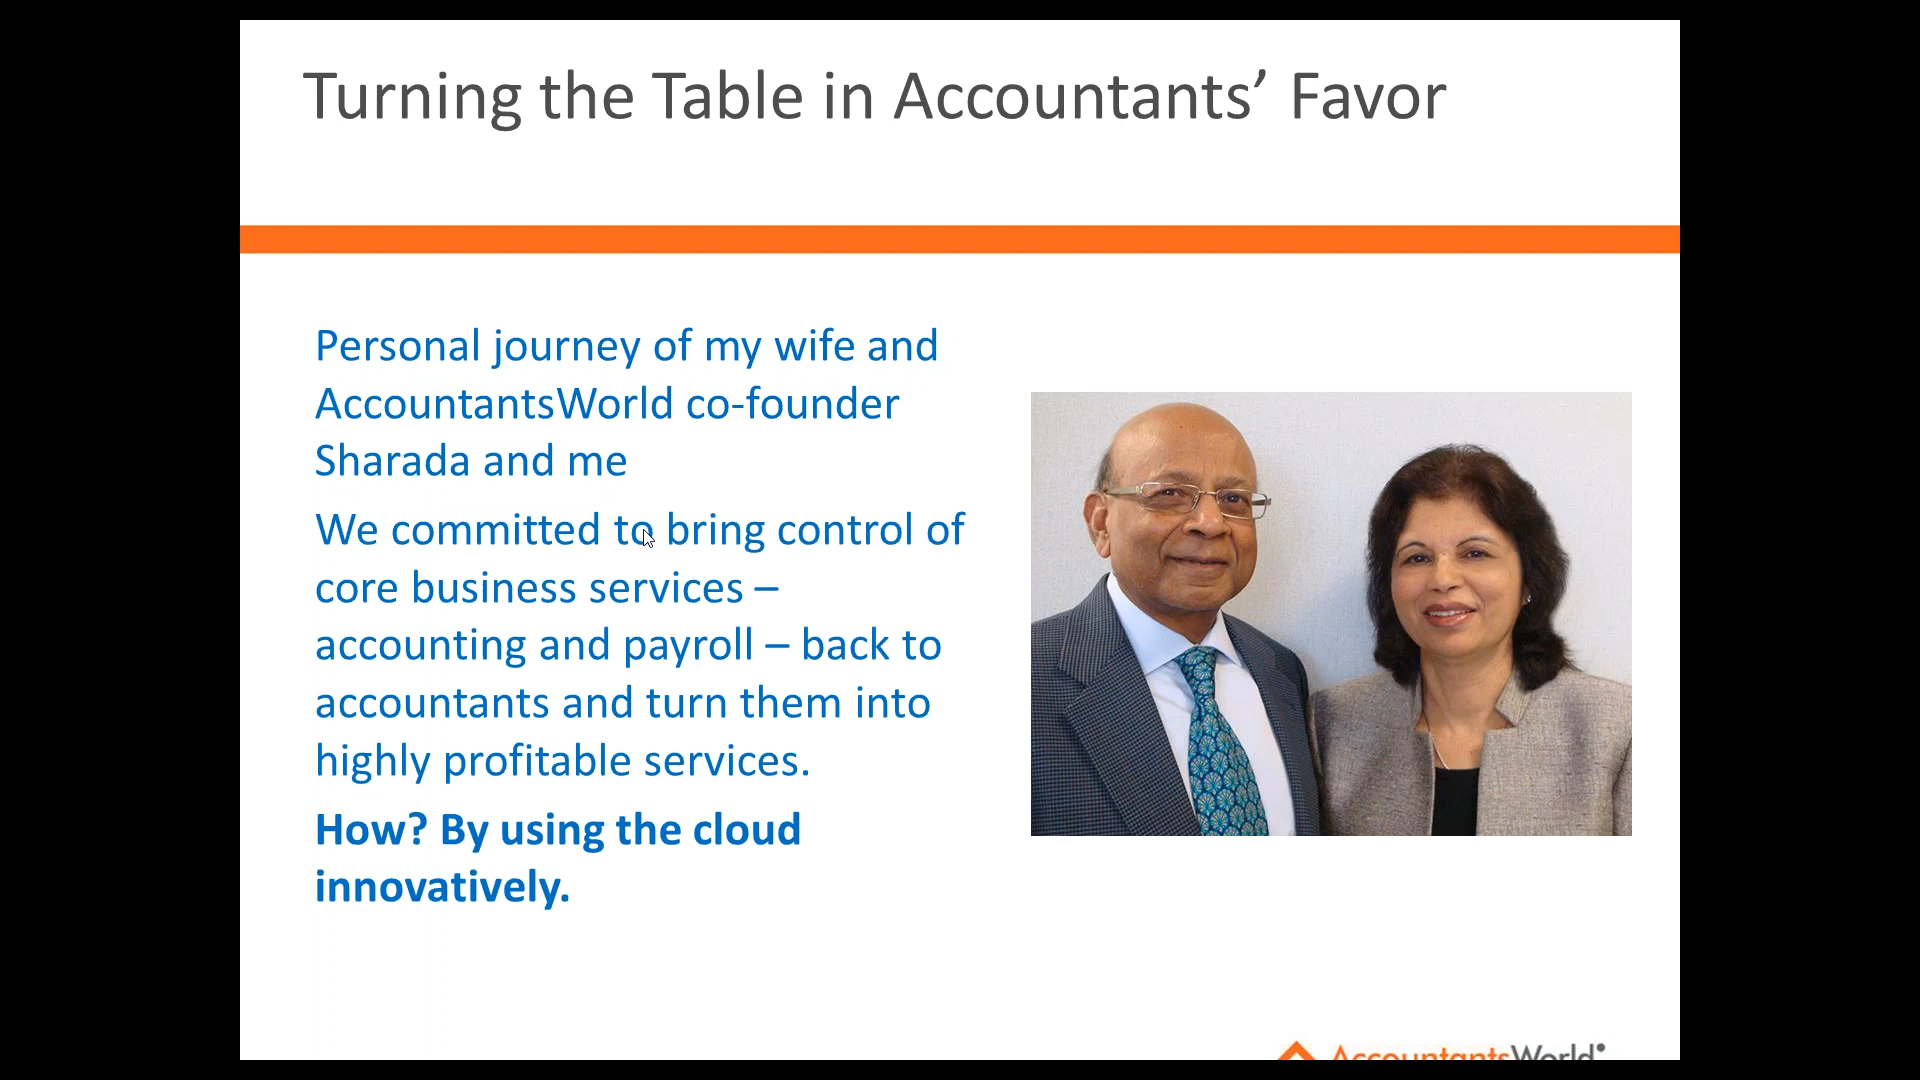 Turning the Table in Accountants’ Favor
Personal journey of my wife and
AccountantsWorld co-founder
Sharada and me
We committed to bring control of
core business services –
accounting and payroll – back to
accountants and turn them into
highly profitable services.
How? By using the cloud
innovatively.
AccountantsWorld